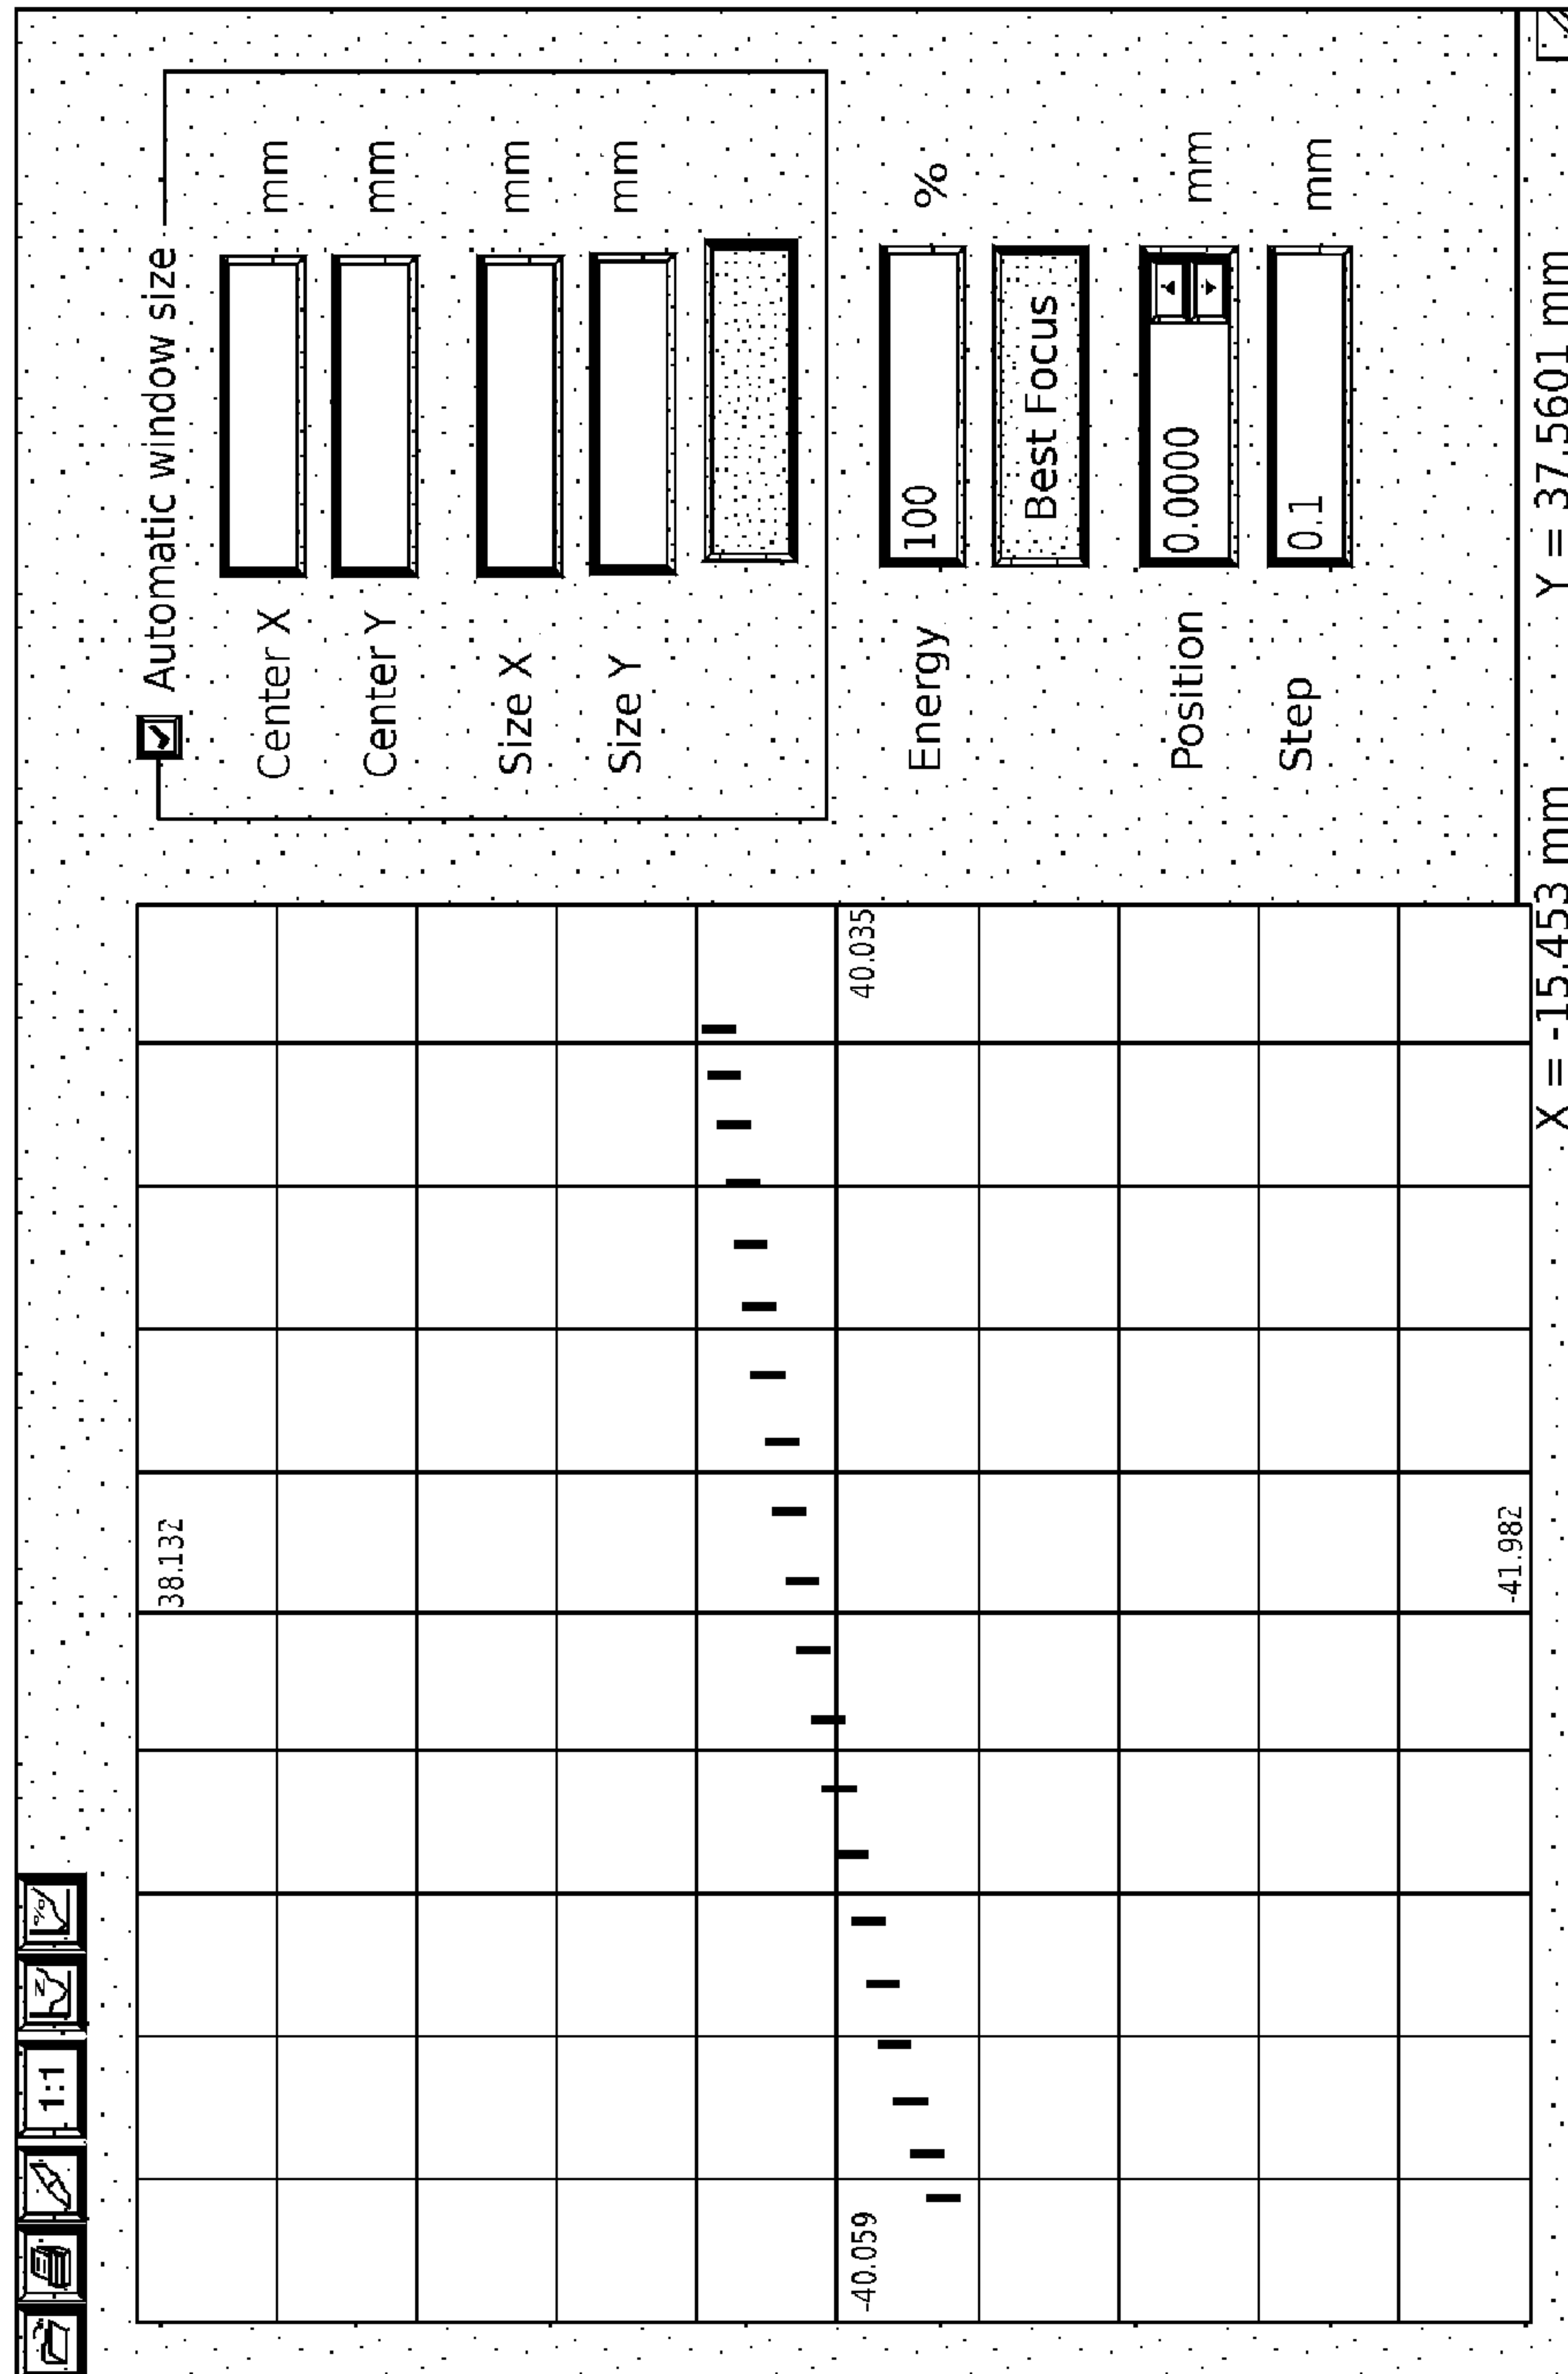 1:1
Z
%
38.132
-40.059
40.035
-41.982
Automatic window size
Center X mm
Center Y mm
Size X mm
Size Y mm
Energy 100 %
Best Focus
Position 0.0000 mm
Step 0.1 mm
X = -15.453 mm Y = 37.5601 mm